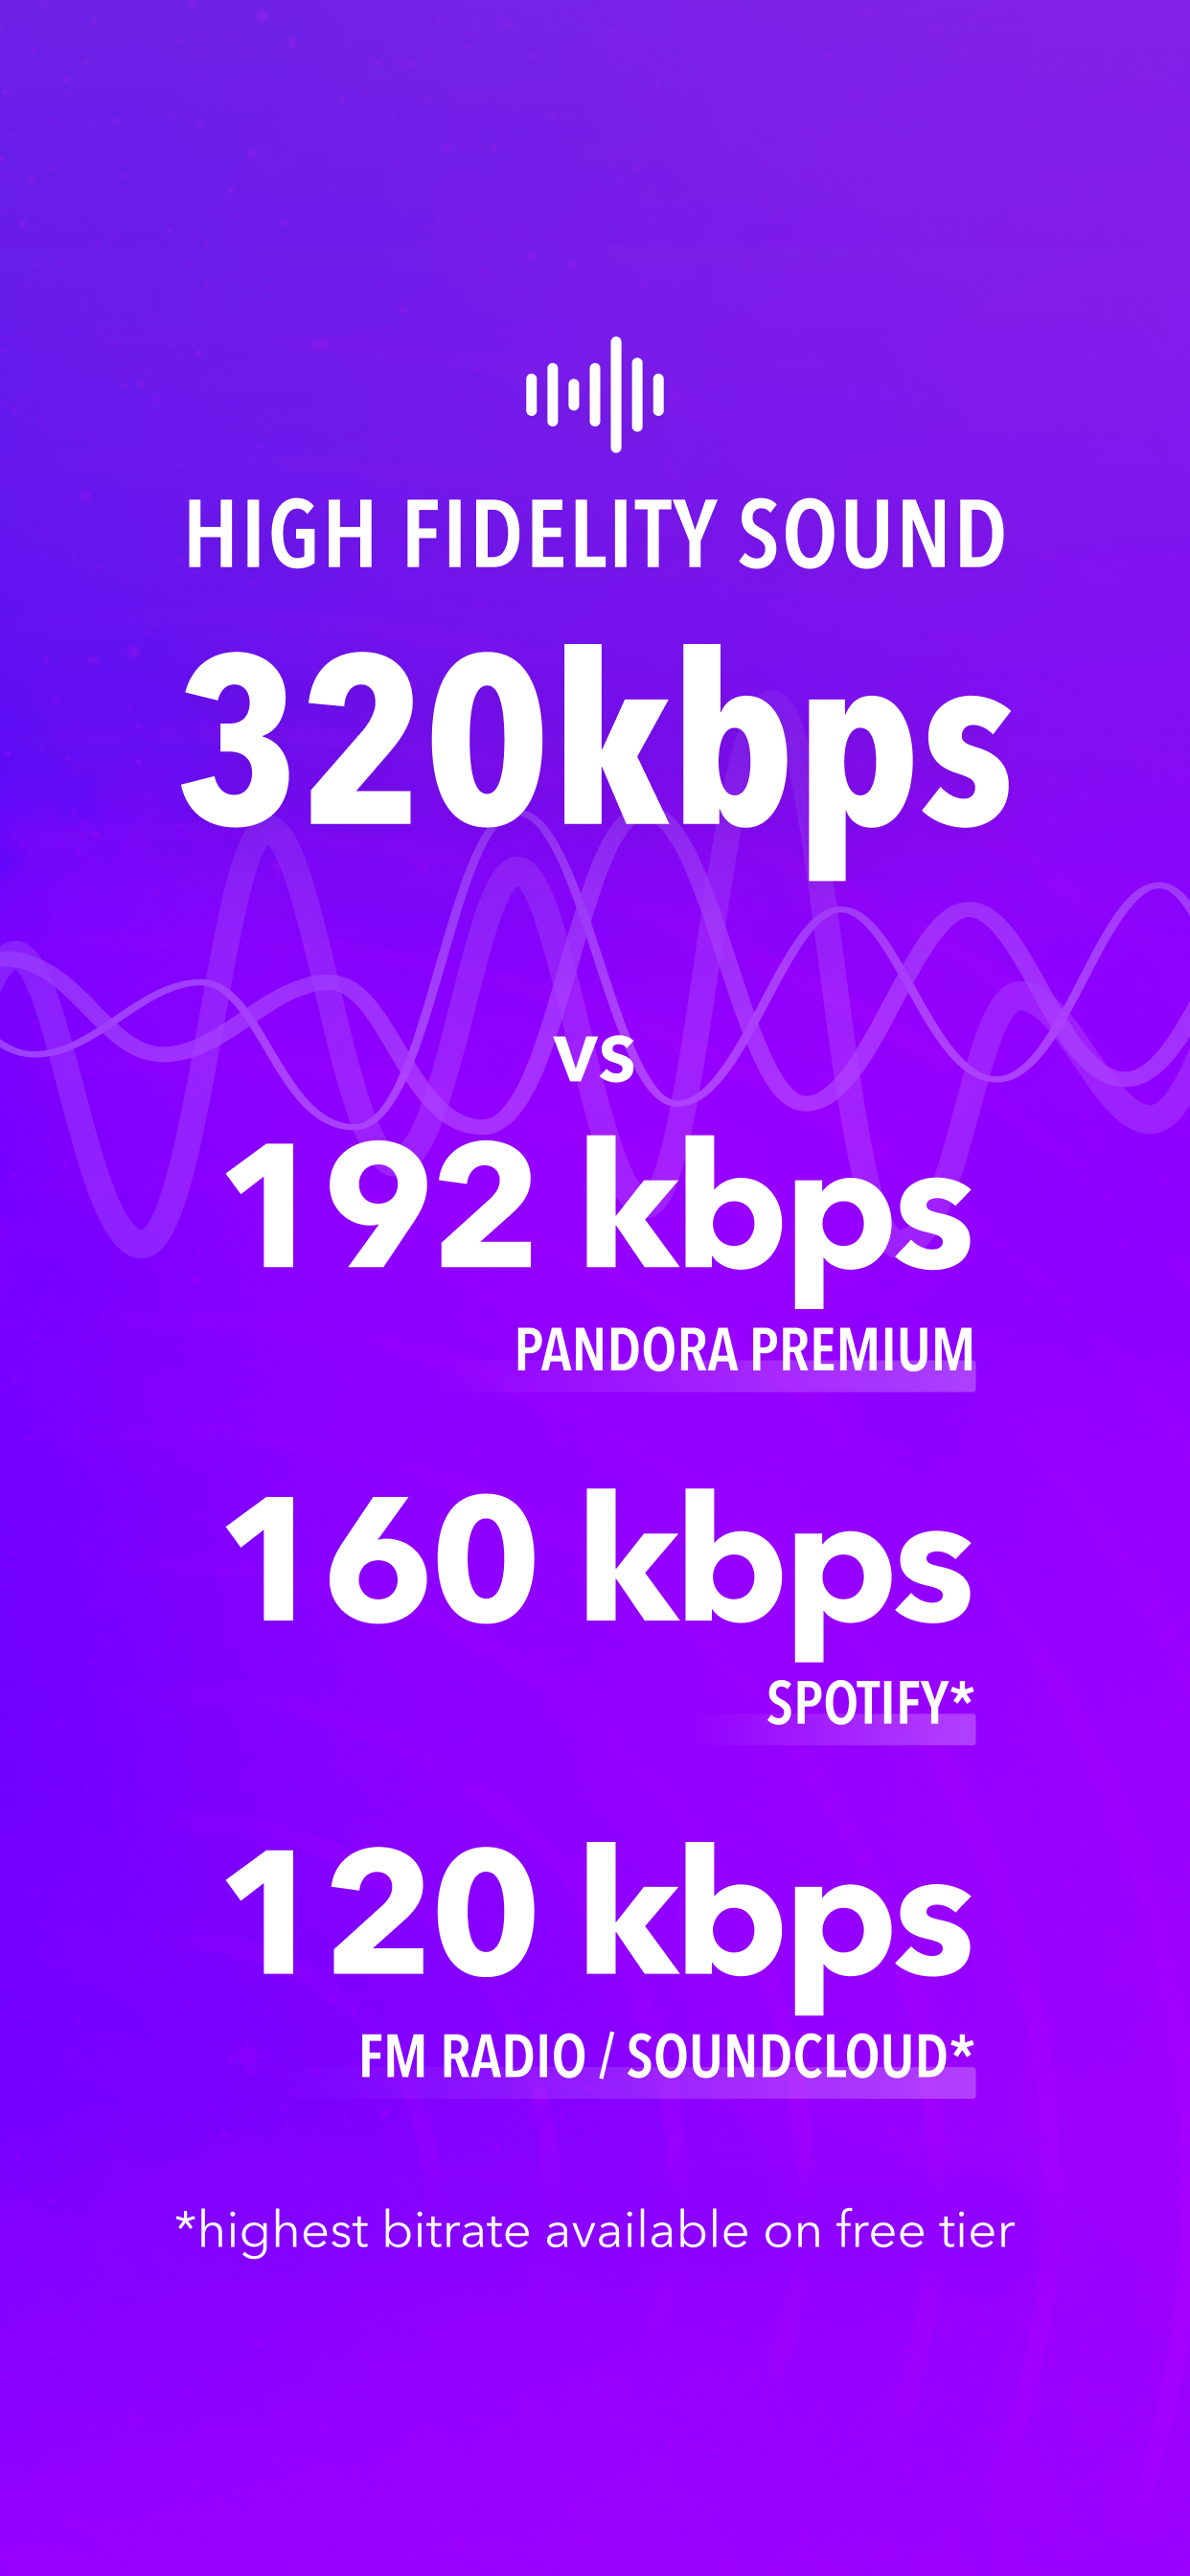 HIGH FIDELITY SOUND
320kbps
vs
192 kbps
PANDORA PREMIUM
160 kbps
SPOTIFY*
120 kbps
FM RADIO / SOUNDCLOUD*
*highest bitrate available on free tier